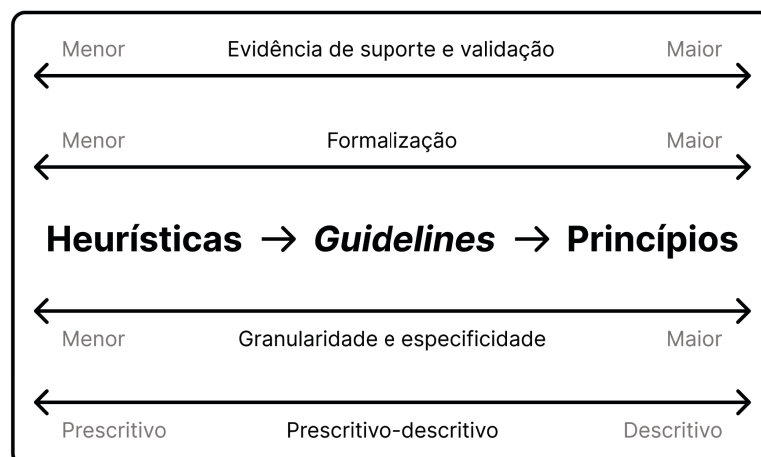 Menor Evidência de suporte e validação Maior
Menor Formalização Maior
Heurísticas → Guidelines → Princípios
Menor Granularidade e especificidade Maior
Prescritivo Prescritivo-descritivo Descritivo